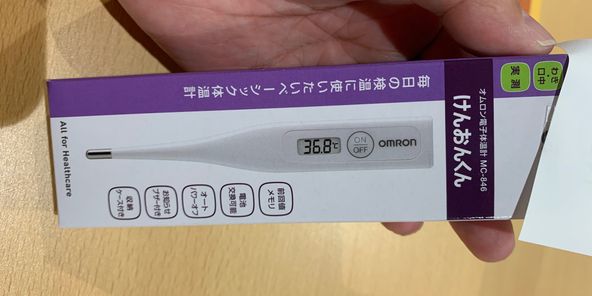 わき・口中
実測
オムロン電子体温計 MC-846
けんおんくん
毎日の検温に使いたいベーシック体温計
36.8℃
ON
OFF
OMRON
前回値
メモリ
電池
交換可能
オート
パワーオフ
お知らせ
ブザー付き
収納
ケース付き
All for Healthcare